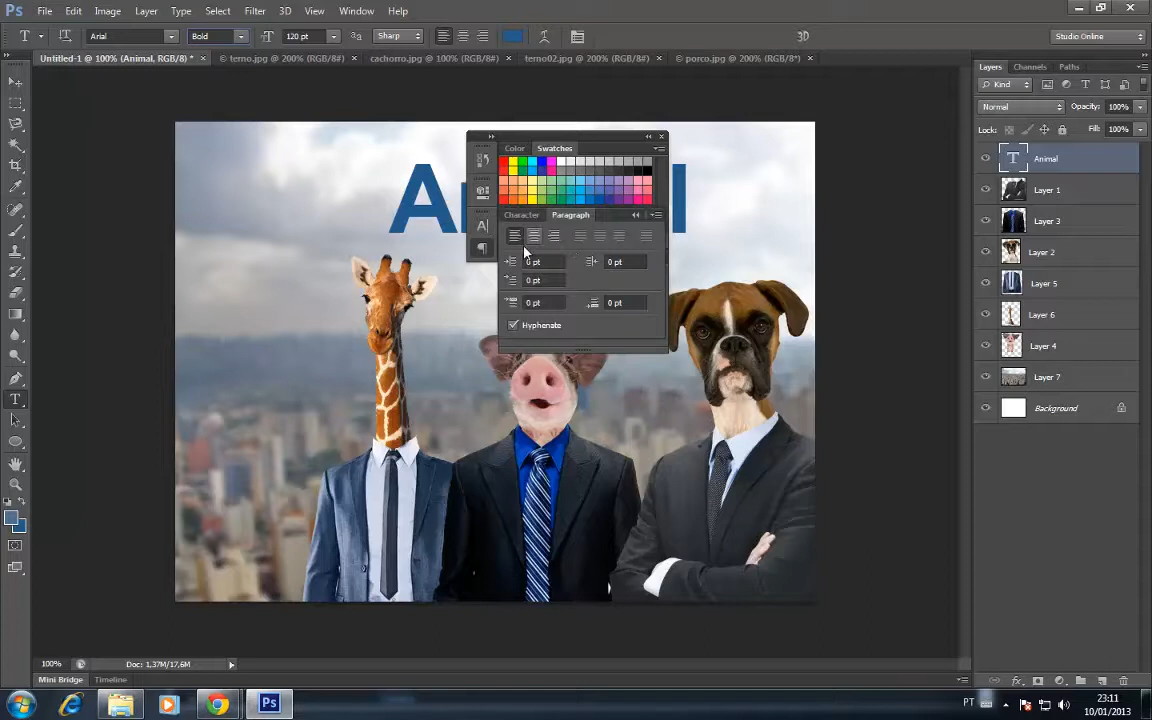 Ps File Edit Image Layer Type Select Filter 3D View Window Help
T Arial Bold 120 pt Sharp 3D Studio Online
Untitled-1 @ 100% (Animal, RGB/8) * × © terno.jpg @ 200% (RGB/8#) × cachorro.jpg @ 100% (RGB/8#) × terno02.jpg @ 200% (RGB/8#) × © porco.jpg @ 200% (RGB/8*) ×
Layers Channels Paths
Kind
Normal Opacity: 100%
Lock: Fill: 100%
Animal
Layer 1
Layer 3
Layer 2
Layer 5
Layer 6
Layer 4
Layer 7
Background
Color Swatches
Character Paragraph
0 pt 0 pt
0 pt
0 pt 0 pt
Hyphenate
100% Doc: 1,37M/17,6M
Mini Bridge Timeline
PT 23:11
10/01/2013